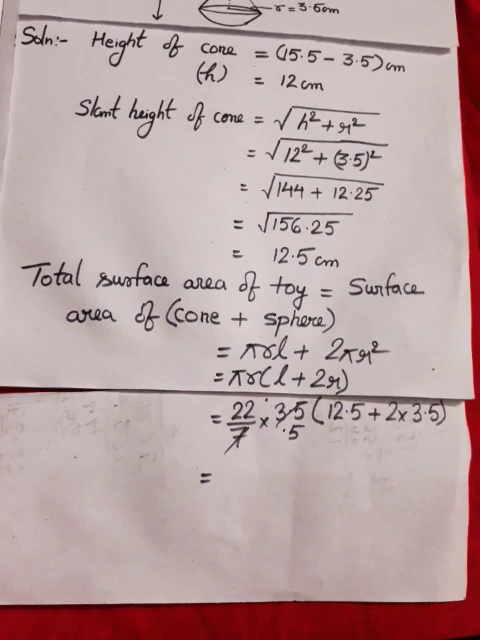 r = 3.5cm
Soln:- Height of cone = (15.5 - 3.5)cm
(h) = 12 cm
Slant height of cone = √h²+r²
= √12² + (3.5)²
= √144 + 12.25
= √156.25
= 12.5 cm
Total surface area of toy = Surface
area of (cone + sphere)
= πrl + 2πr²
= πr(l + 2r)
= 22/7 × 3.5 (12.5 + 2×3.5)
.5
=